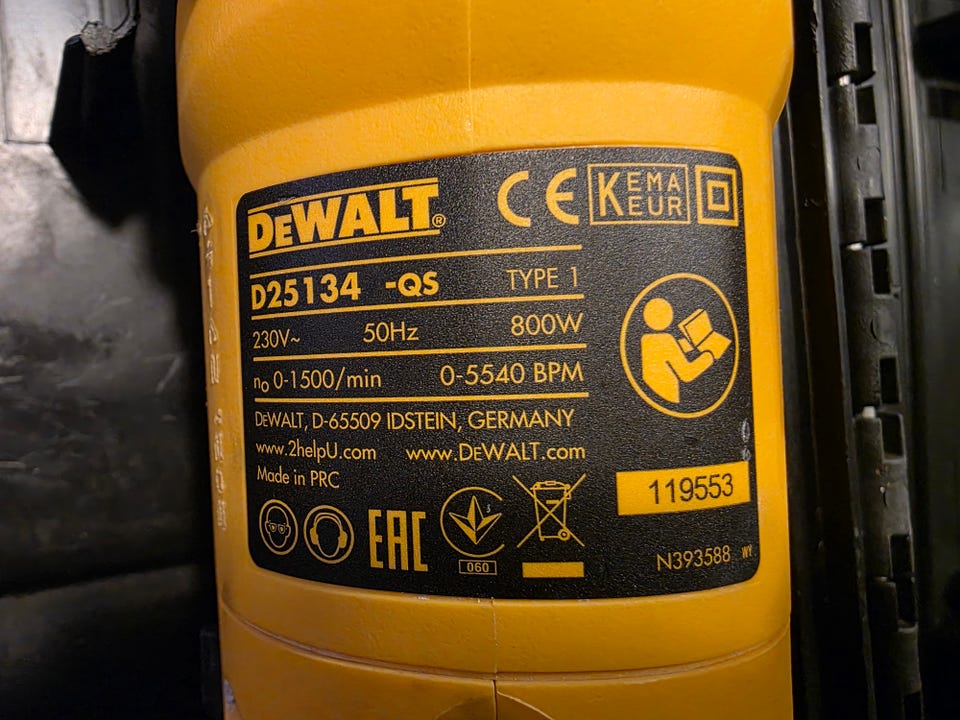 DEWALT®
CE KEMA KEUR
D25134 -QS TYPE 1
230V~ 50Hz 800W
n₀ 0-1500/min 0-5540 BPM
DEWALT, D-65509 IDSTEIN, GERMANY
www.2helpU.com www.DEWALT.com
Made in PRC
119553
EAC
060
N393588